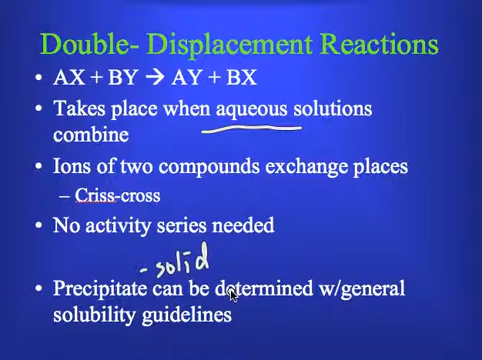 Double- Displacement Reactions
• AX + BY → AY + BX
• Takes place when aqueous solutions
combine
• Ions of two compounds exchange places
– Criss-cross
• No activity series needed
- solid
• Precipitate can be determined w/general
solubility guidelines